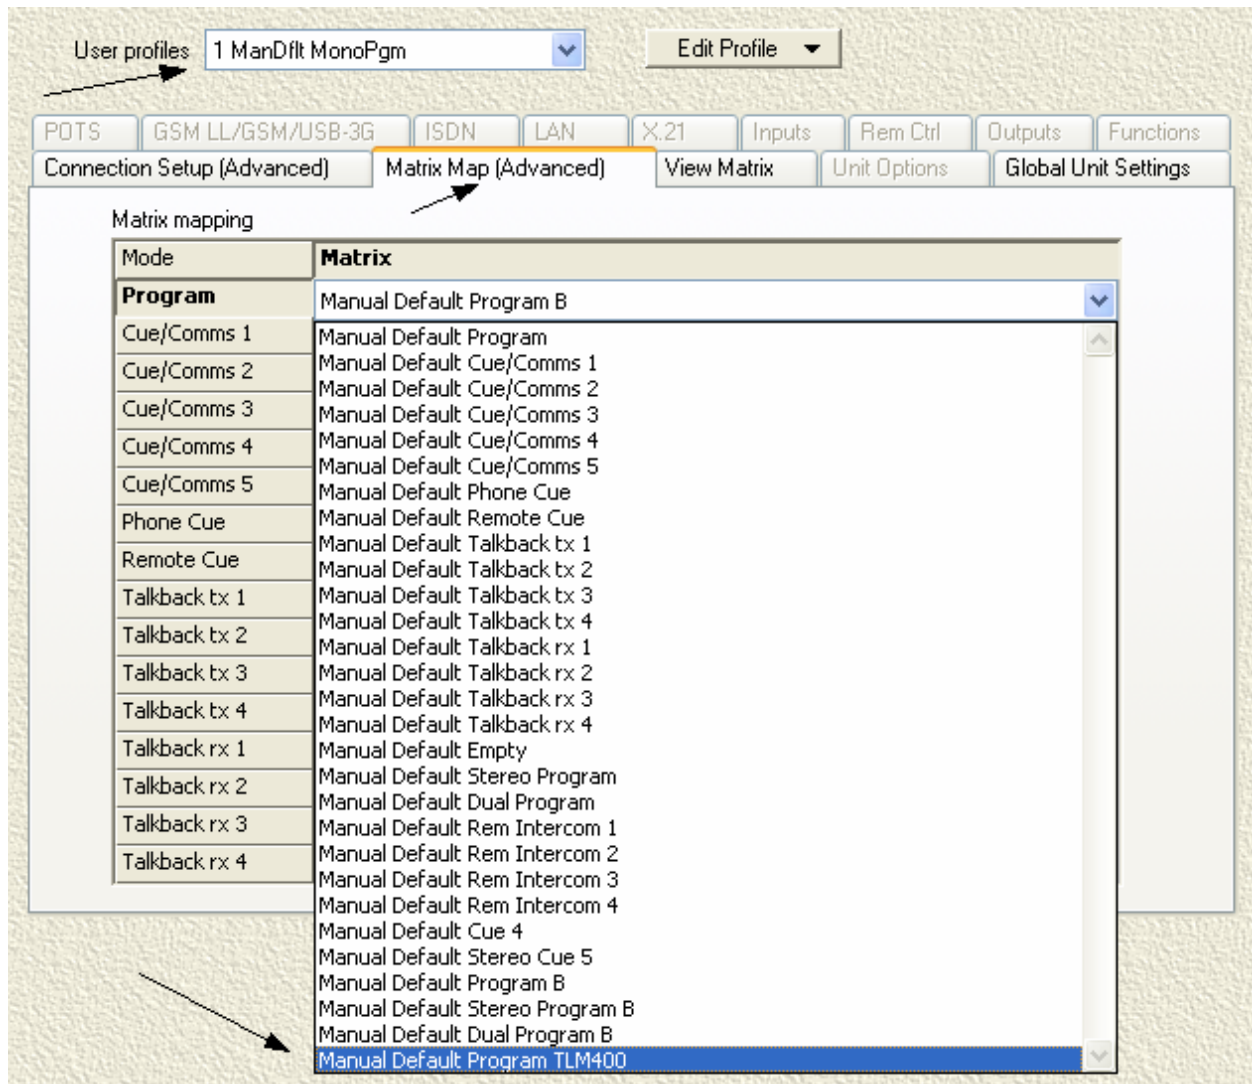 User profiles 1 ManDflt MonoPgm Edit Profile
POTS GSM LL/GSM/USB-3G ISDN LAN X.21 Inputs Rem Ctrl Outputs Functions
Connection Setup (Advanced) Matrix Map (Advanced) View Matrix Unit Options Global Unit Settings
Matrix mapping
Mode Matrix
Program Manual Default Program B
Cue/Comms 1
Cue/Comms 2
Cue/Comms 3
Cue/Comms 4
Cue/Comms 5
Phone Cue
Remote Cue
Talkback tx 1
Talkback tx 2
Talkback tx 3
Talkback tx 4
Talkback rx 1
Talkback rx 2
Talkback rx 3
Talkback rx 4
Manual Default Program
Manual Default Cue/Comms 1
Manual Default Cue/Comms 2
Manual Default Cue/Comms 3
Manual Default Cue/Comms 4
Manual Default Cue/Comms 5
Manual Default Phone Cue
Manual Default Remote Cue
Manual Default Talkback tx 1
Manual Default Talkback tx 2
Manual Default Talkback tx 3
Manual Default Talkback tx 4
Manual Default Talkback rx 1
Manual Default Talkback rx 2
Manual Default Talkback rx 3
Manual Default Talkback rx 4
Manual Default Empty
Manual Default Stereo Program
Manual Default Dual Program
Manual Default Rem Intercom 1
Manual Default Rem Intercom 2
Manual Default Rem Intercom 3
Manual Default Rem Intercom 4
Manual Default Cue 4
Manual Default Stereo Cue 5
Manual Default Program B
Manual Default Stereo Program B
Manual Default Dual Program B
Manual Default Program TLM400